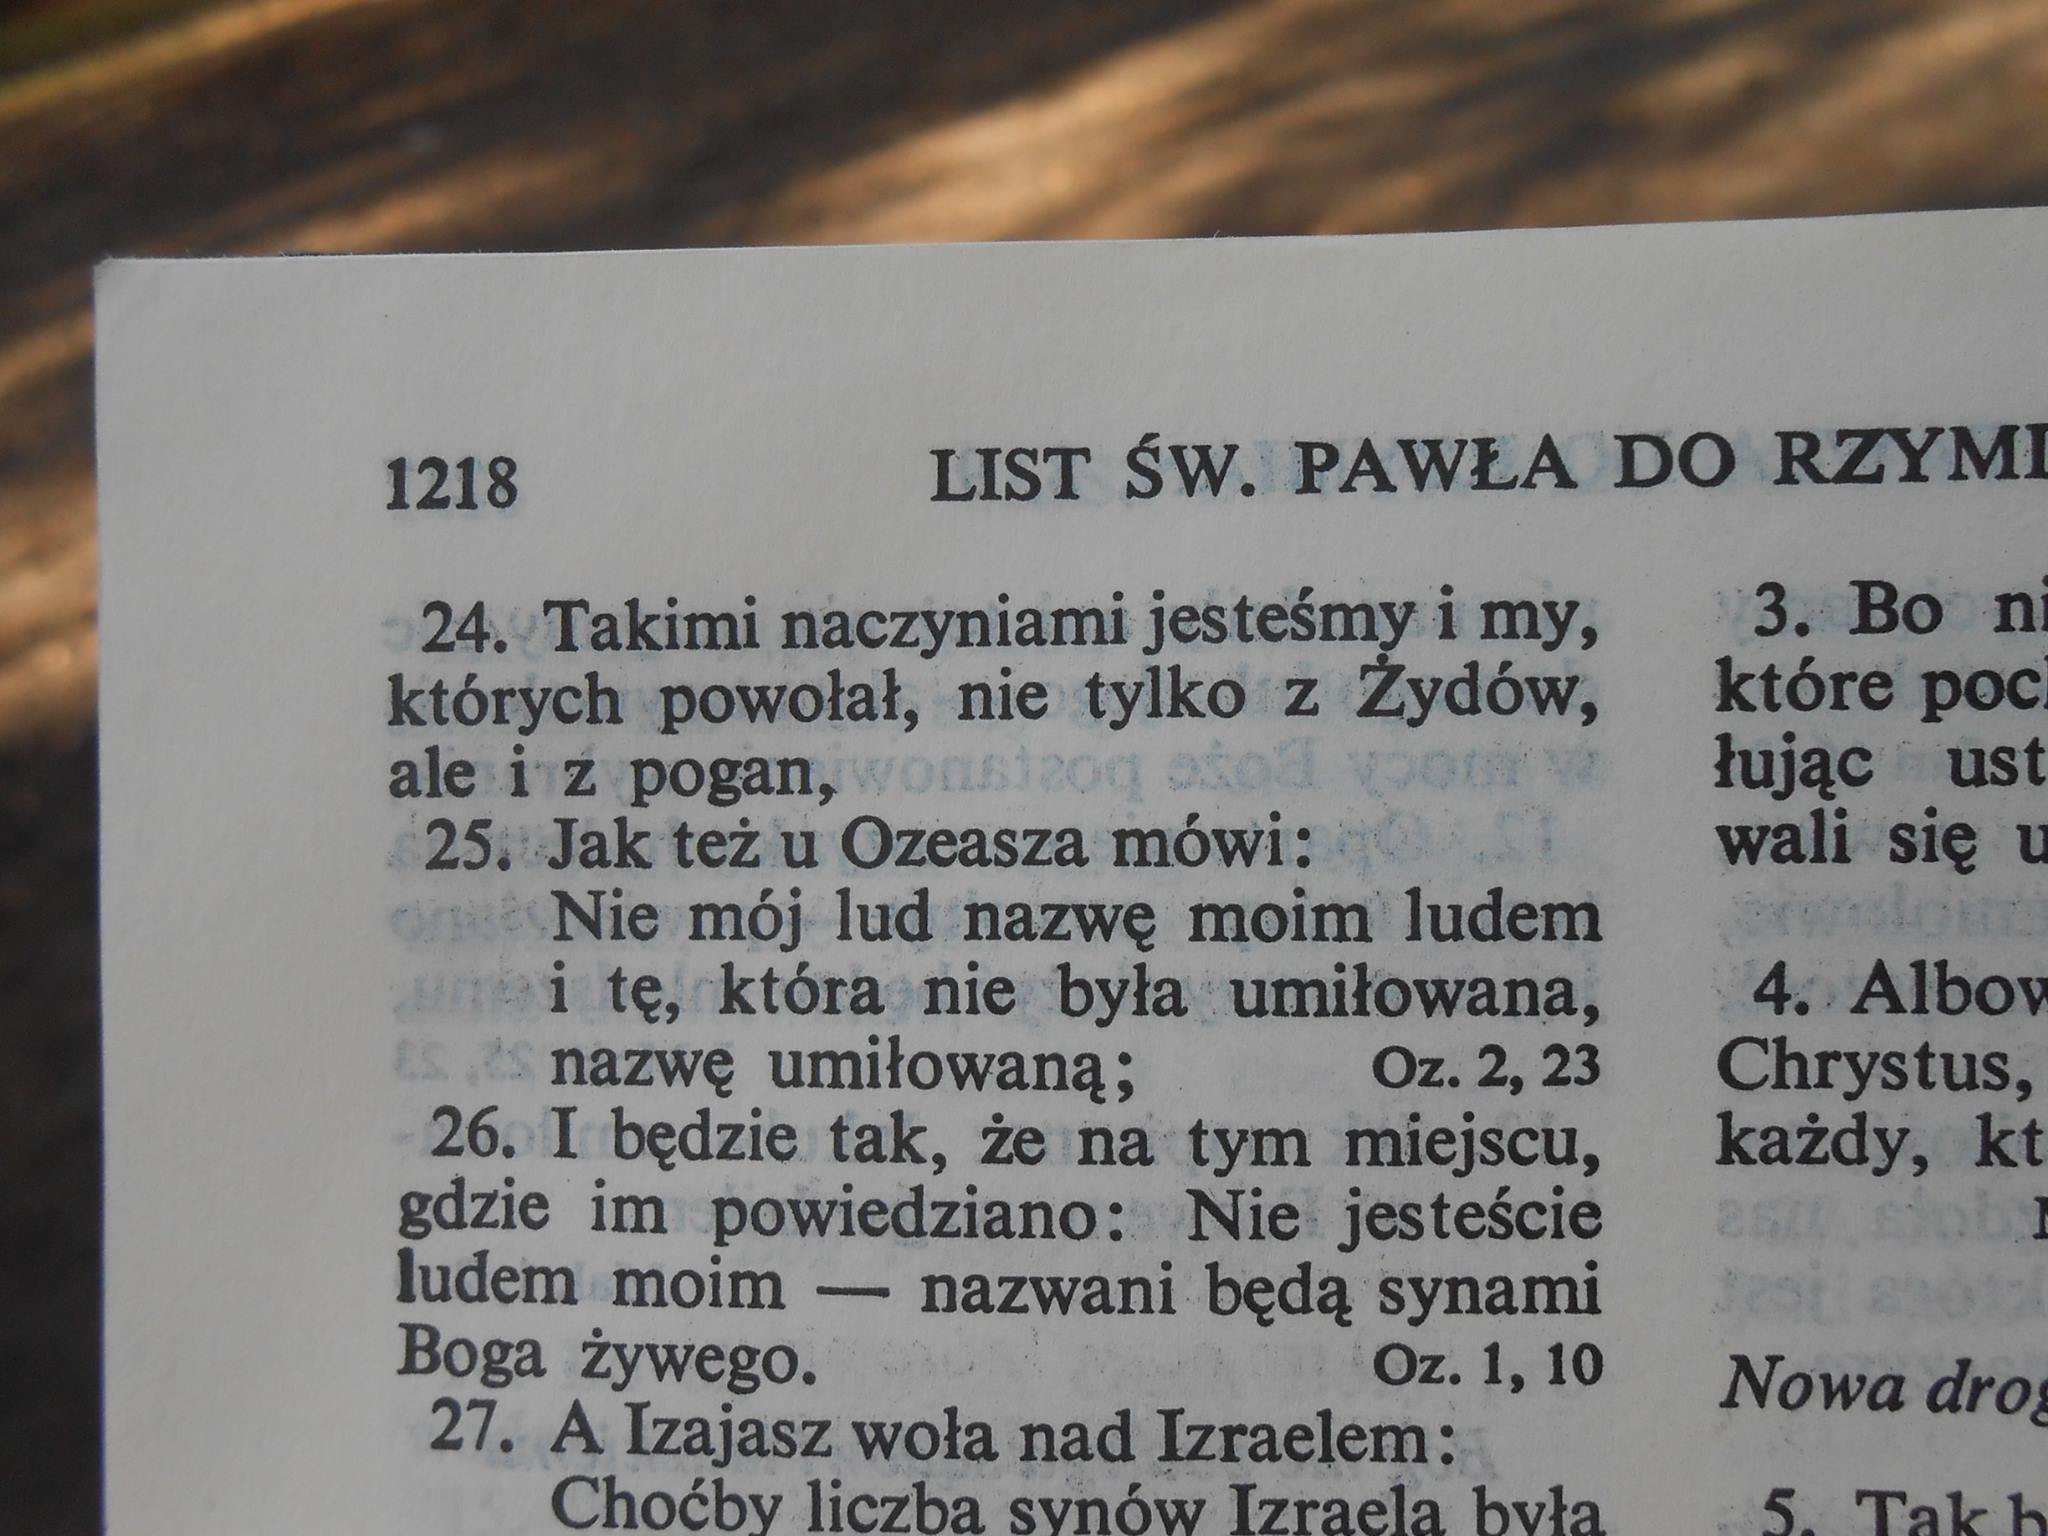 1218 LIST ŚW. PAWŁA DO
24. Takimi naczyniami jesteśmy i my,
których powołał, nie tylko z Żydów,
ale i z pogan,
25. Jak też u Ozeasza mówi:
Nie mój lud nazwę moim ludem
i tę, która nie była umiłowana,
nazwę umiłowaną; Oz. 2, 23
26. I będzie tak, że na tym miejscu,
gdzie im powiedziano: Nie jesteście
ludem moim — nazwani będą synami
Boga żywego. Oz. 1, 10
27. A Izajasz woła nad Izraelem:
Choćby liczba synów Izraela była
3. Bo
które
łując
wali się
4.
Chrystus,
każdy,
Nowa
5. Tak